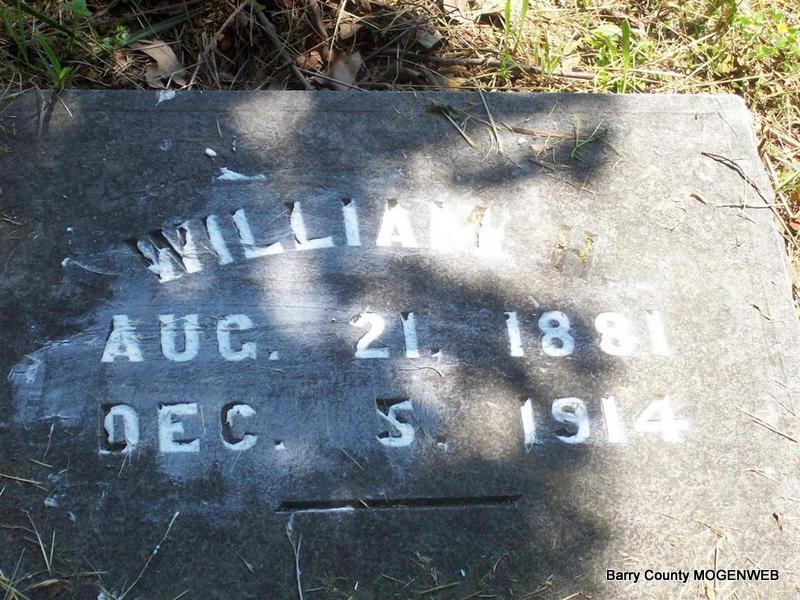 WILLIAM H.
AUG. 21. 1881
DEC. 5. 1914
Barry County MOGENWEB